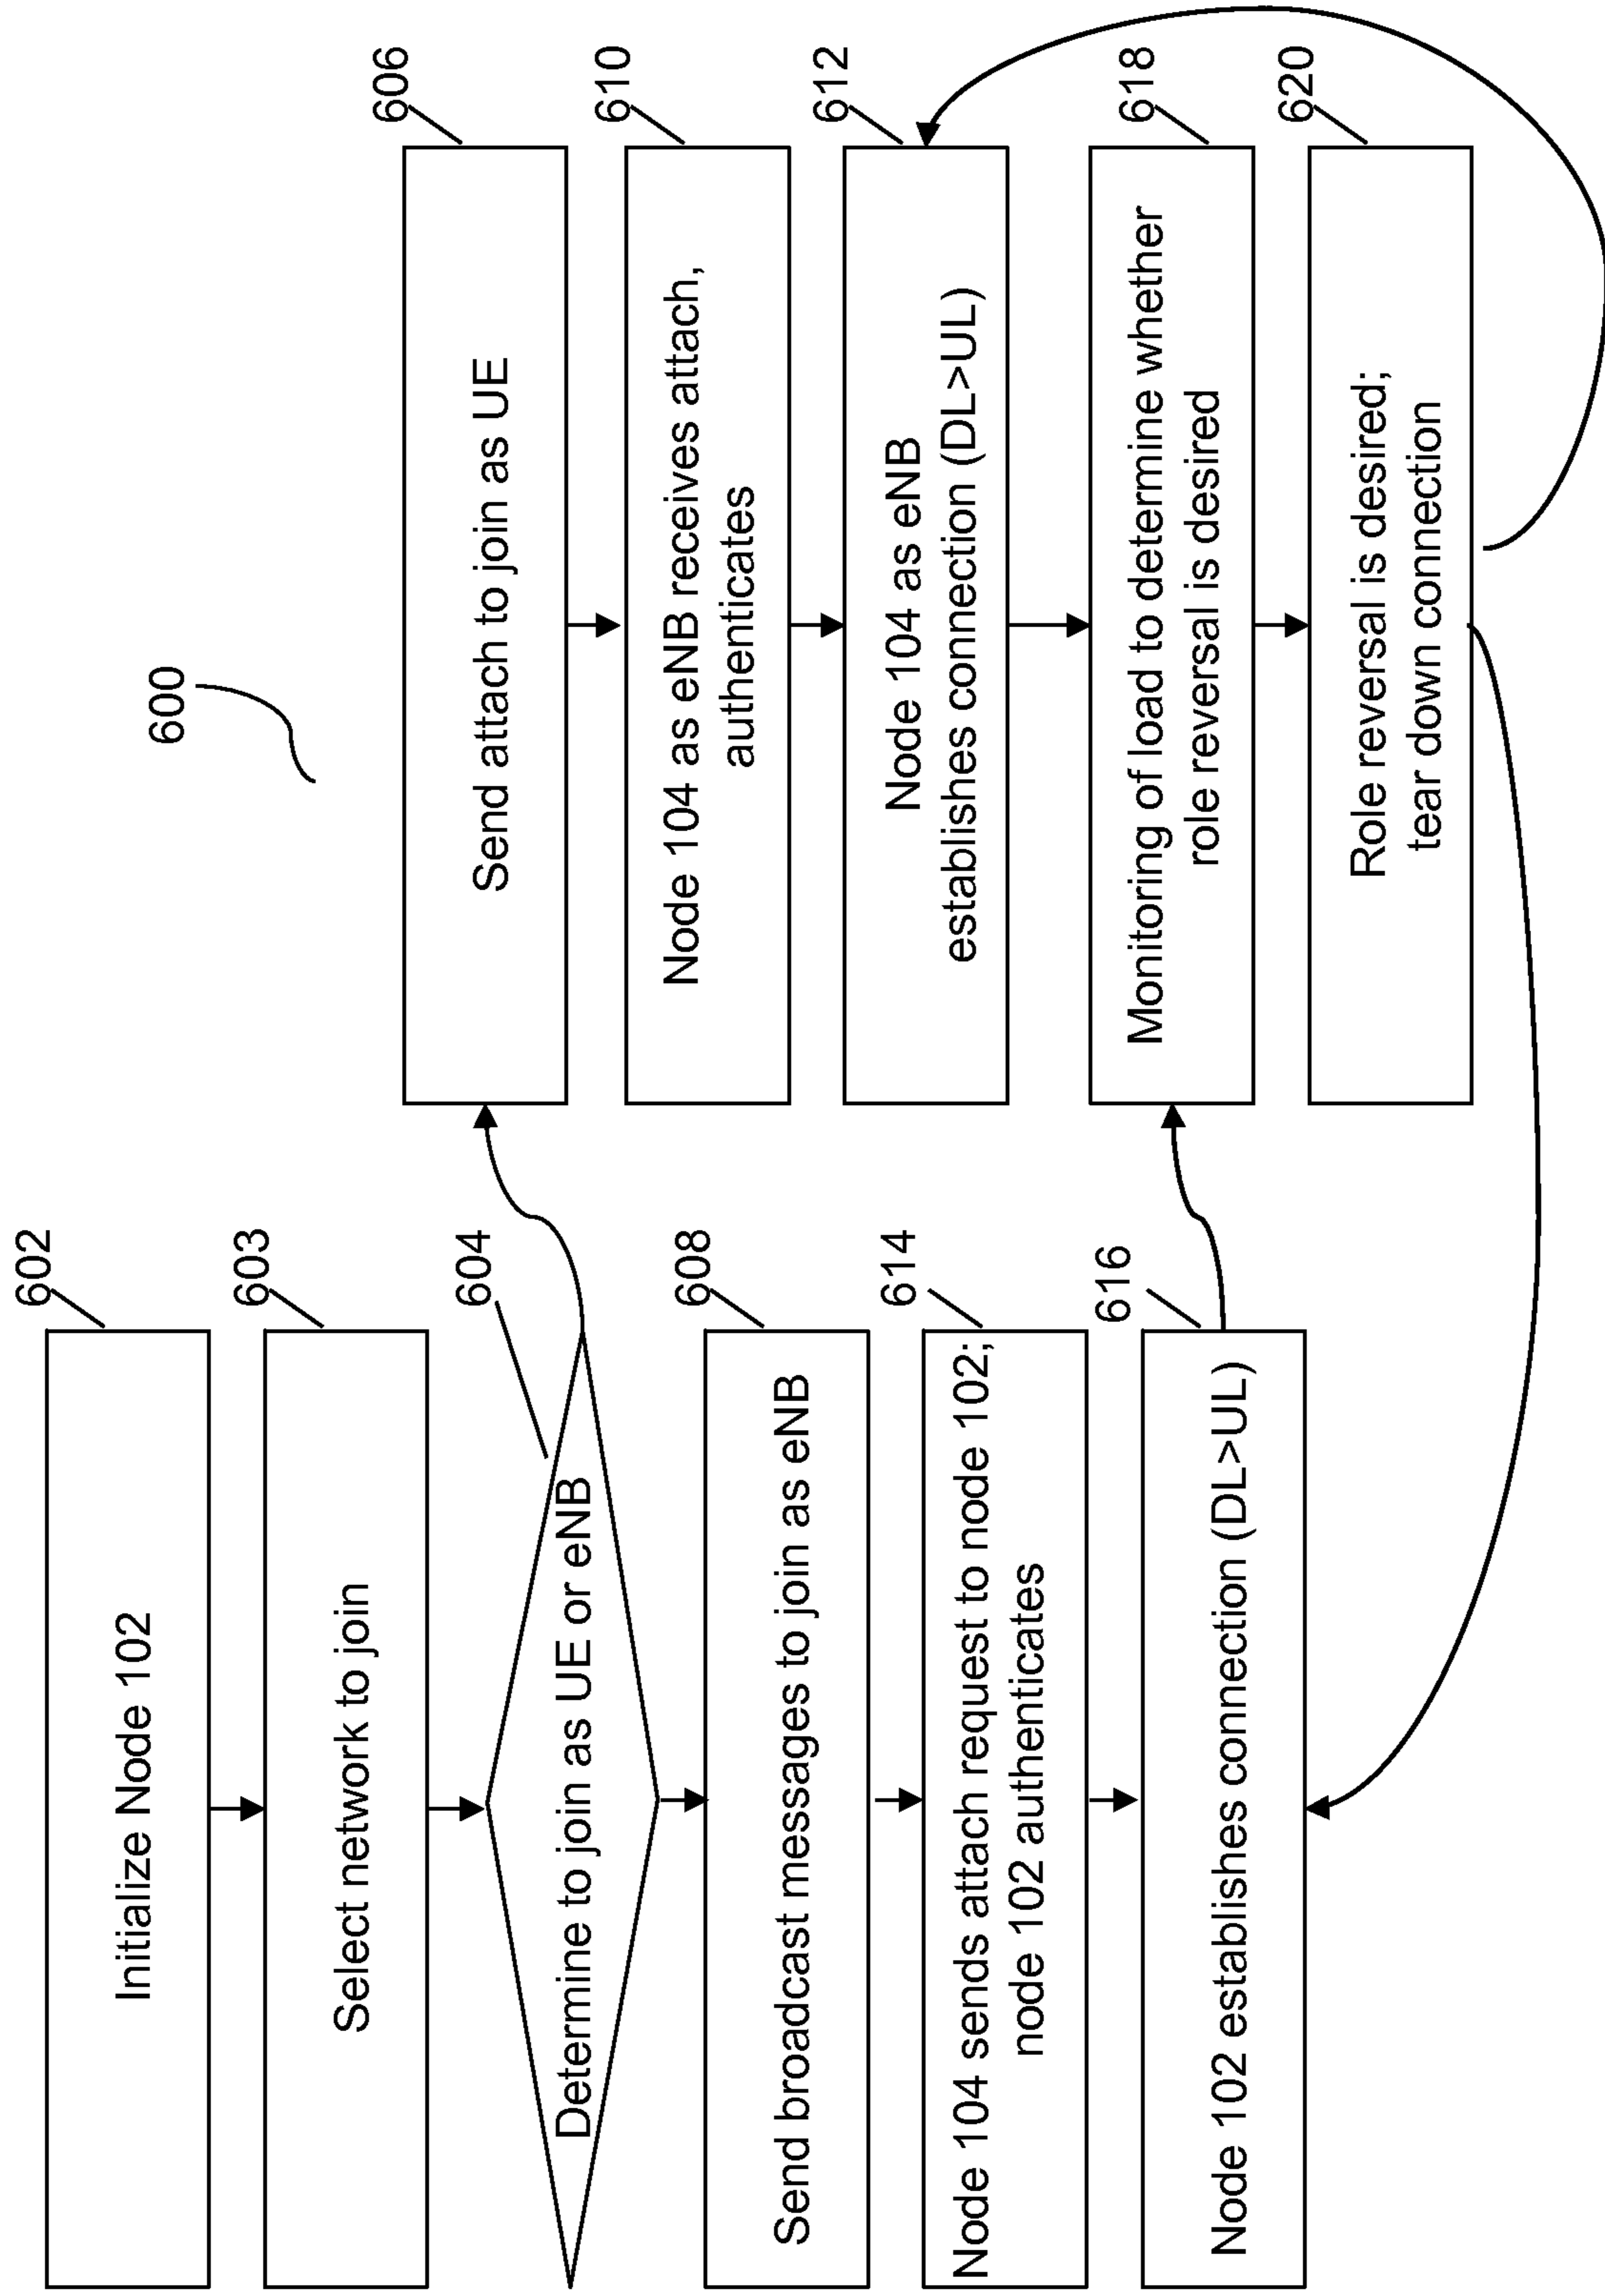 600
602
Initialize Node 102
603
Select network to join
604
Determine to join as UE or eNB
608
Send broadcast messages to join as eNB
614
Node 104 sends attach request to node 102;
node 102 authenticates
616
Node 102 establishes connection (DL>UL)
606
Send attach to join as UE
610
Node 104 as eNB receives attach,
authenticates
612
Node 104 as eNB
establishes connection (DL>UL)
618
Monitoring of load to determine whether
role reversal is desired
620
Role reversal is desired;
tear down connection